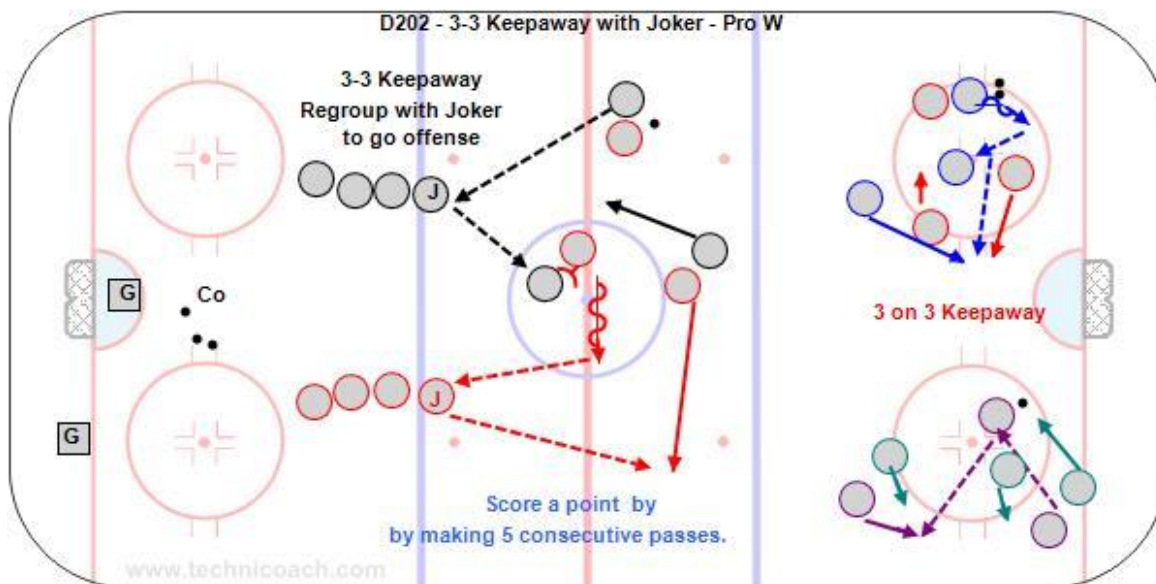 D202 - 3-3 Keepaway with Joker - Pro W
3-3 Keepaway
Regroup with Joker
to go offense
J
G
Co
3 on 3 Keepaway
J
G
Score a point by
by making 5 consecutive passes.
www.technicoach.com